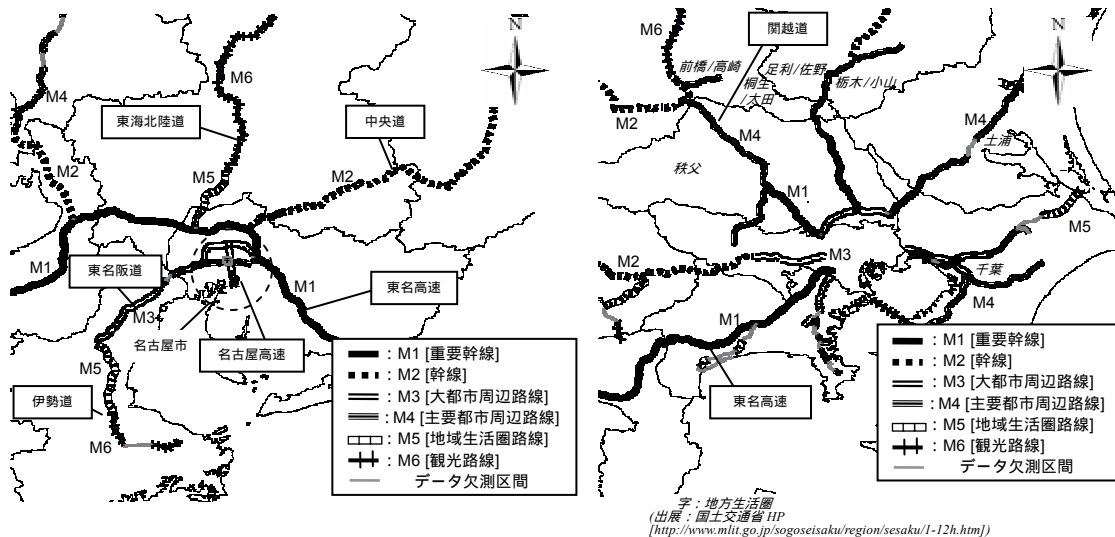 N
M6
M4
東海北陸道
中央道
M2
M2
M5
M1
東名阪道
M1
東名高速
M3
名古屋市
名古屋高速
M5
伊勢道
M6
: M1 [重要幹線]
: M2 [幹線]
: M3 [大都市周辺路線]
: M4 [主要都市周辺路線]
: M5 [地域生活圏路線]
: M6 [観光路線]
データ欠測区間
N
関越道
M6
前橋/高崎
足利/佐野
桐生
/太田
栃木/小山
M2
M4
M4
土浦
秩父
M1
M5
M3
M2
千葉
M4
M1
東名高速
: M1 [重要幹線]
: M2 [幹線]
: M3 [大都市周辺路線]
: M4 [主要都市周辺路線]
: M5 [地域生活圏路線]
: M6 [観光路線]
データ欠測区間
字：地方生活圏
(出展：国土交通省 HP
[http://www.mlit.go.jp/sogoseisaku/region/sesaku/1-12h.htm])